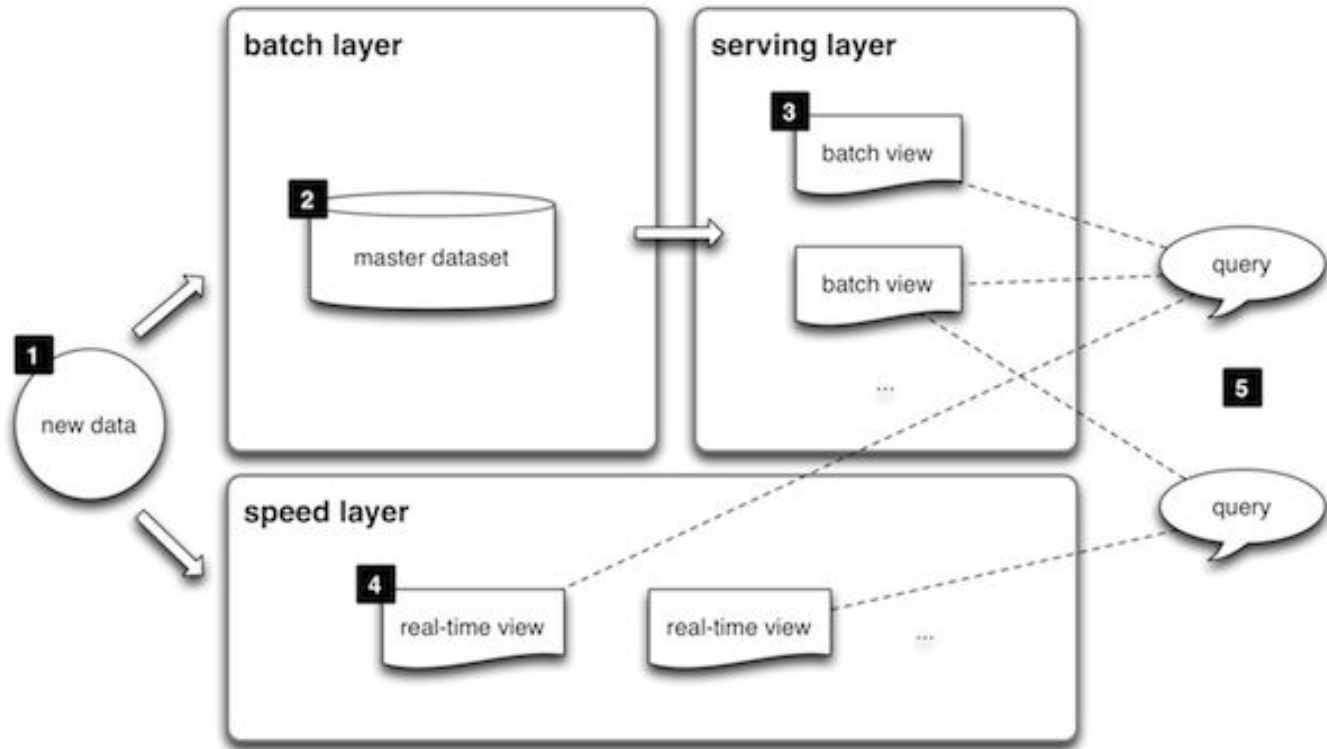 batch layer
serving layer
3
batch view
2
master dataset
batch view
query
1
new data
...
5
speed layer
query
4
real-time view
real-time view
...